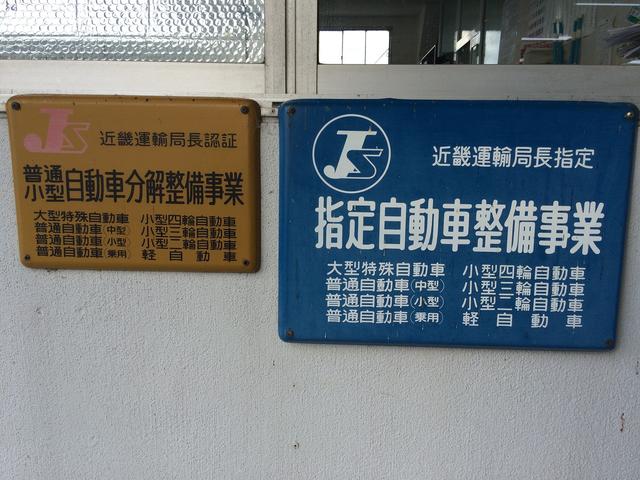 JS
近畿運輸局長認証
普通
小型
自動車分解整備事業
大型特殊自動車 小型四輪自動車
普通自動車(中型) 小型三輪自動車
普通自動車(小型) 小型二輪自動車
普通自動車(乗用) 軽自動車
JS
近畿運輸局長指定
指定自動車整備事業
大型特殊自動車 小型四輪自動車
普通自動車(中型) 小型三輪自動車
普通自動車(小型) 小型二輪自動車
普通自動車(乗用) 軽自動車